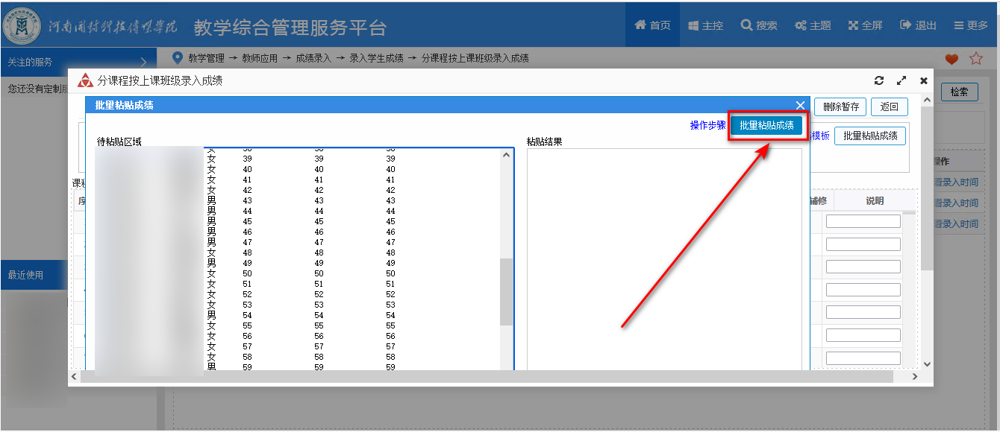 河南开封科技传媒学院 教学综合管理服务平台 首页 主控 搜索 主题 全屏 退出 更多
关注的服务 教学管理 → 教师应用 → 成绩录入 → 录入学生成绩 → 分课程按上课班级录入成绩
分课程按上课班级录入成绩
您还没有定制服 检索
批量粘贴成绩 删除暂存 返回
操作步骤 批量粘贴成绩 模板 批量粘贴成绩
待粘贴区域 粘贴结果
女 38 38 38
女 39 39 39
女 40 40 40
女 41 41 41
女 42 42 42
男 43 43 43
男 44 44 44
男 45 45 45
男 46 46 46
男 47 47 47
女 48 48 48
男 49 49 49
女 50 50 50
女 51 51 51
女 52 52 52
女 53 53 53
男 54 54 54
女 55 55 55
女 56 56 56
女 57 57 57
女 58 58 58
男 59 59 59
课程
序
辅修 说明
操作
看录入时间
看录入时间
看录入时间
最近使用